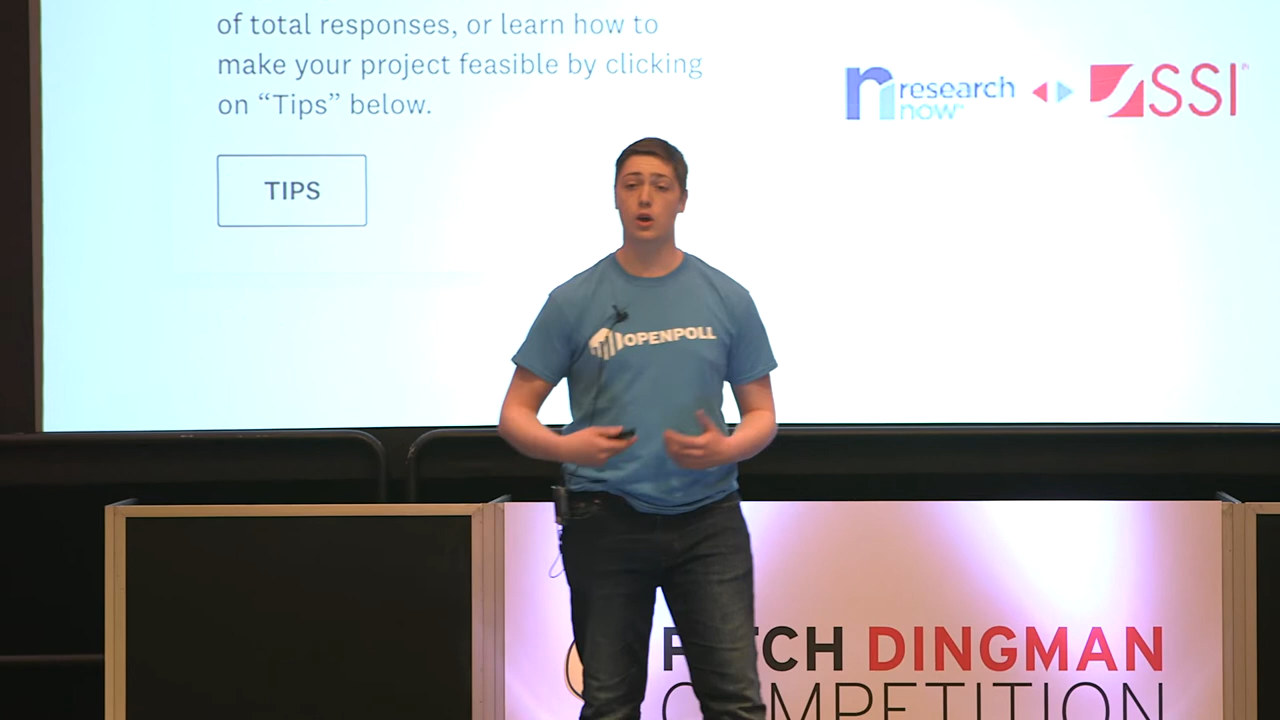 of total responses, or learn how to
make your project feasible by clicking
on “Tips” below.
TIPS
research
now
SSI
OPENPOLL
DINGMAN
COMPETITION